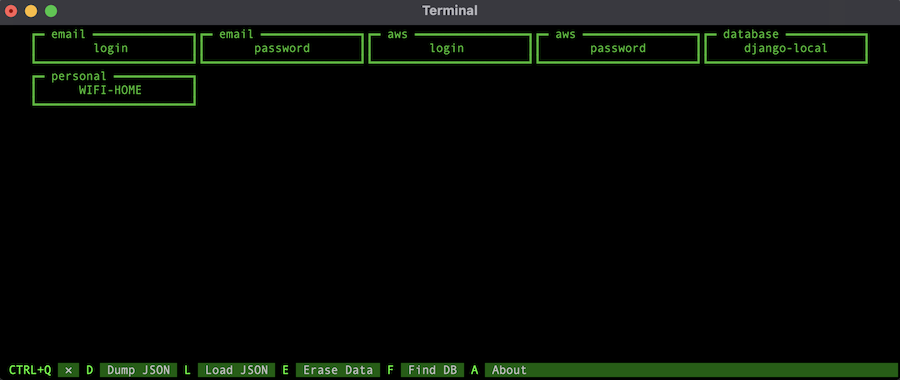 Terminal
email email aws aws database
login password login password django-local
personal
WIFI-HOME
CTRL+Q × D Dump JSON L Load JSON E Erase Data F Find DB A About